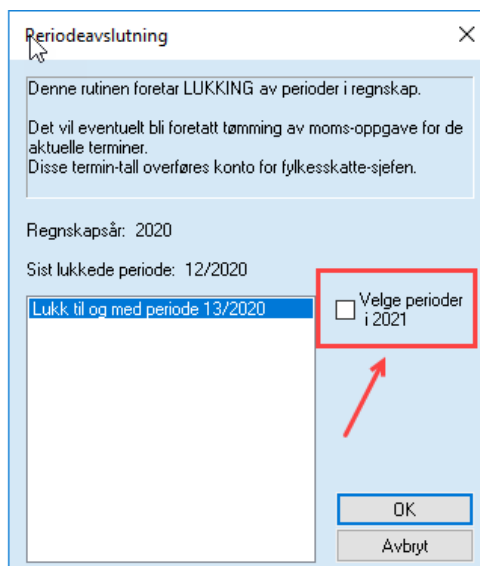 Periodeavslutning
Denne rutinen foretar LUKKING av perioder i regnskap.
Det vil eventuelt bli foretatt tømming av moms-oppgave for de
aktuelle terminer.
Disse termin-tall overføres konto for fylkesskatte-sjefen.
Regnskapsår: 2020
Sist lukkede periode: 12/2020
Lukk til og med periode 13/2020
Velge perioder
i 2021
OK
Avbryt